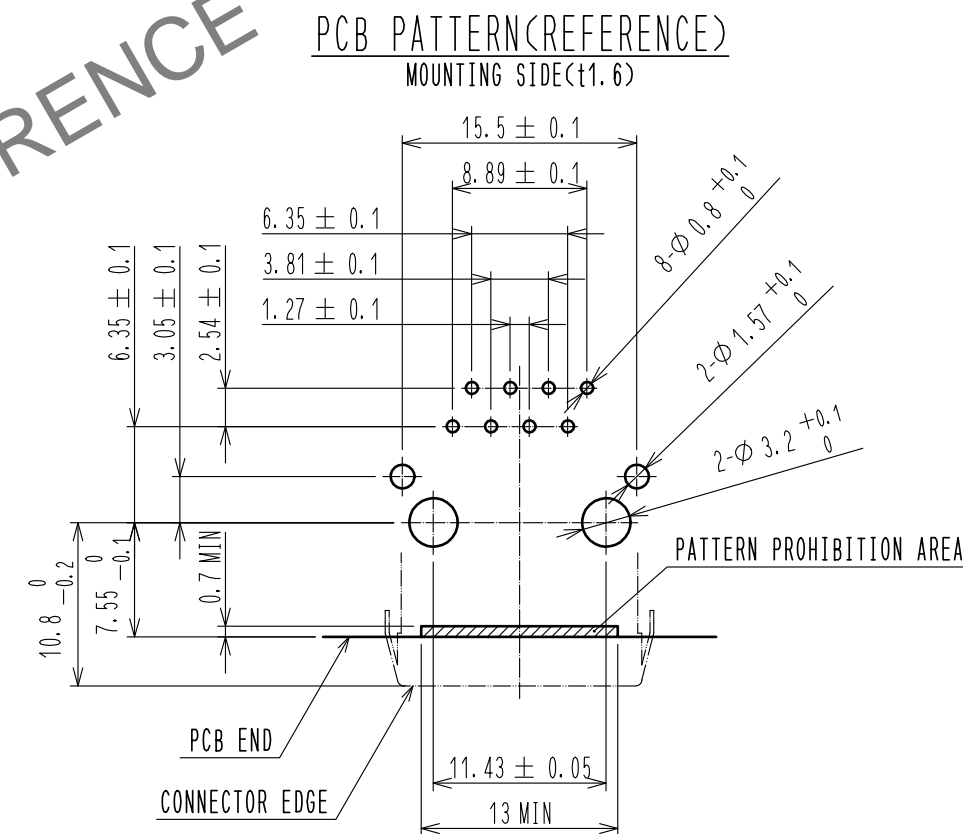 RENCE
PCB PATTERN(REFERENCE)
MOUNTING SIDE(t1.6)
15.5 ± 0.1
8.89 ± 0.1
6.35 ± 0.1
3.81 ± 0.1
1.27 ± 0.1
6.35 ± 0.1
3.05 ± 0.1
2.54 ± 0.1
8-Φ 0.8 +0.1 0
2-Φ 1.57 +0.1 0
2-Φ 3.2 +0.1 0
10.8 0 -0.2
7.55 0 -0.1
0.7 MIN
PATTERN PROHIBITION AREA
PCB END
CONNECTOR EDGE
11.43 ± 0.05
13 MIN